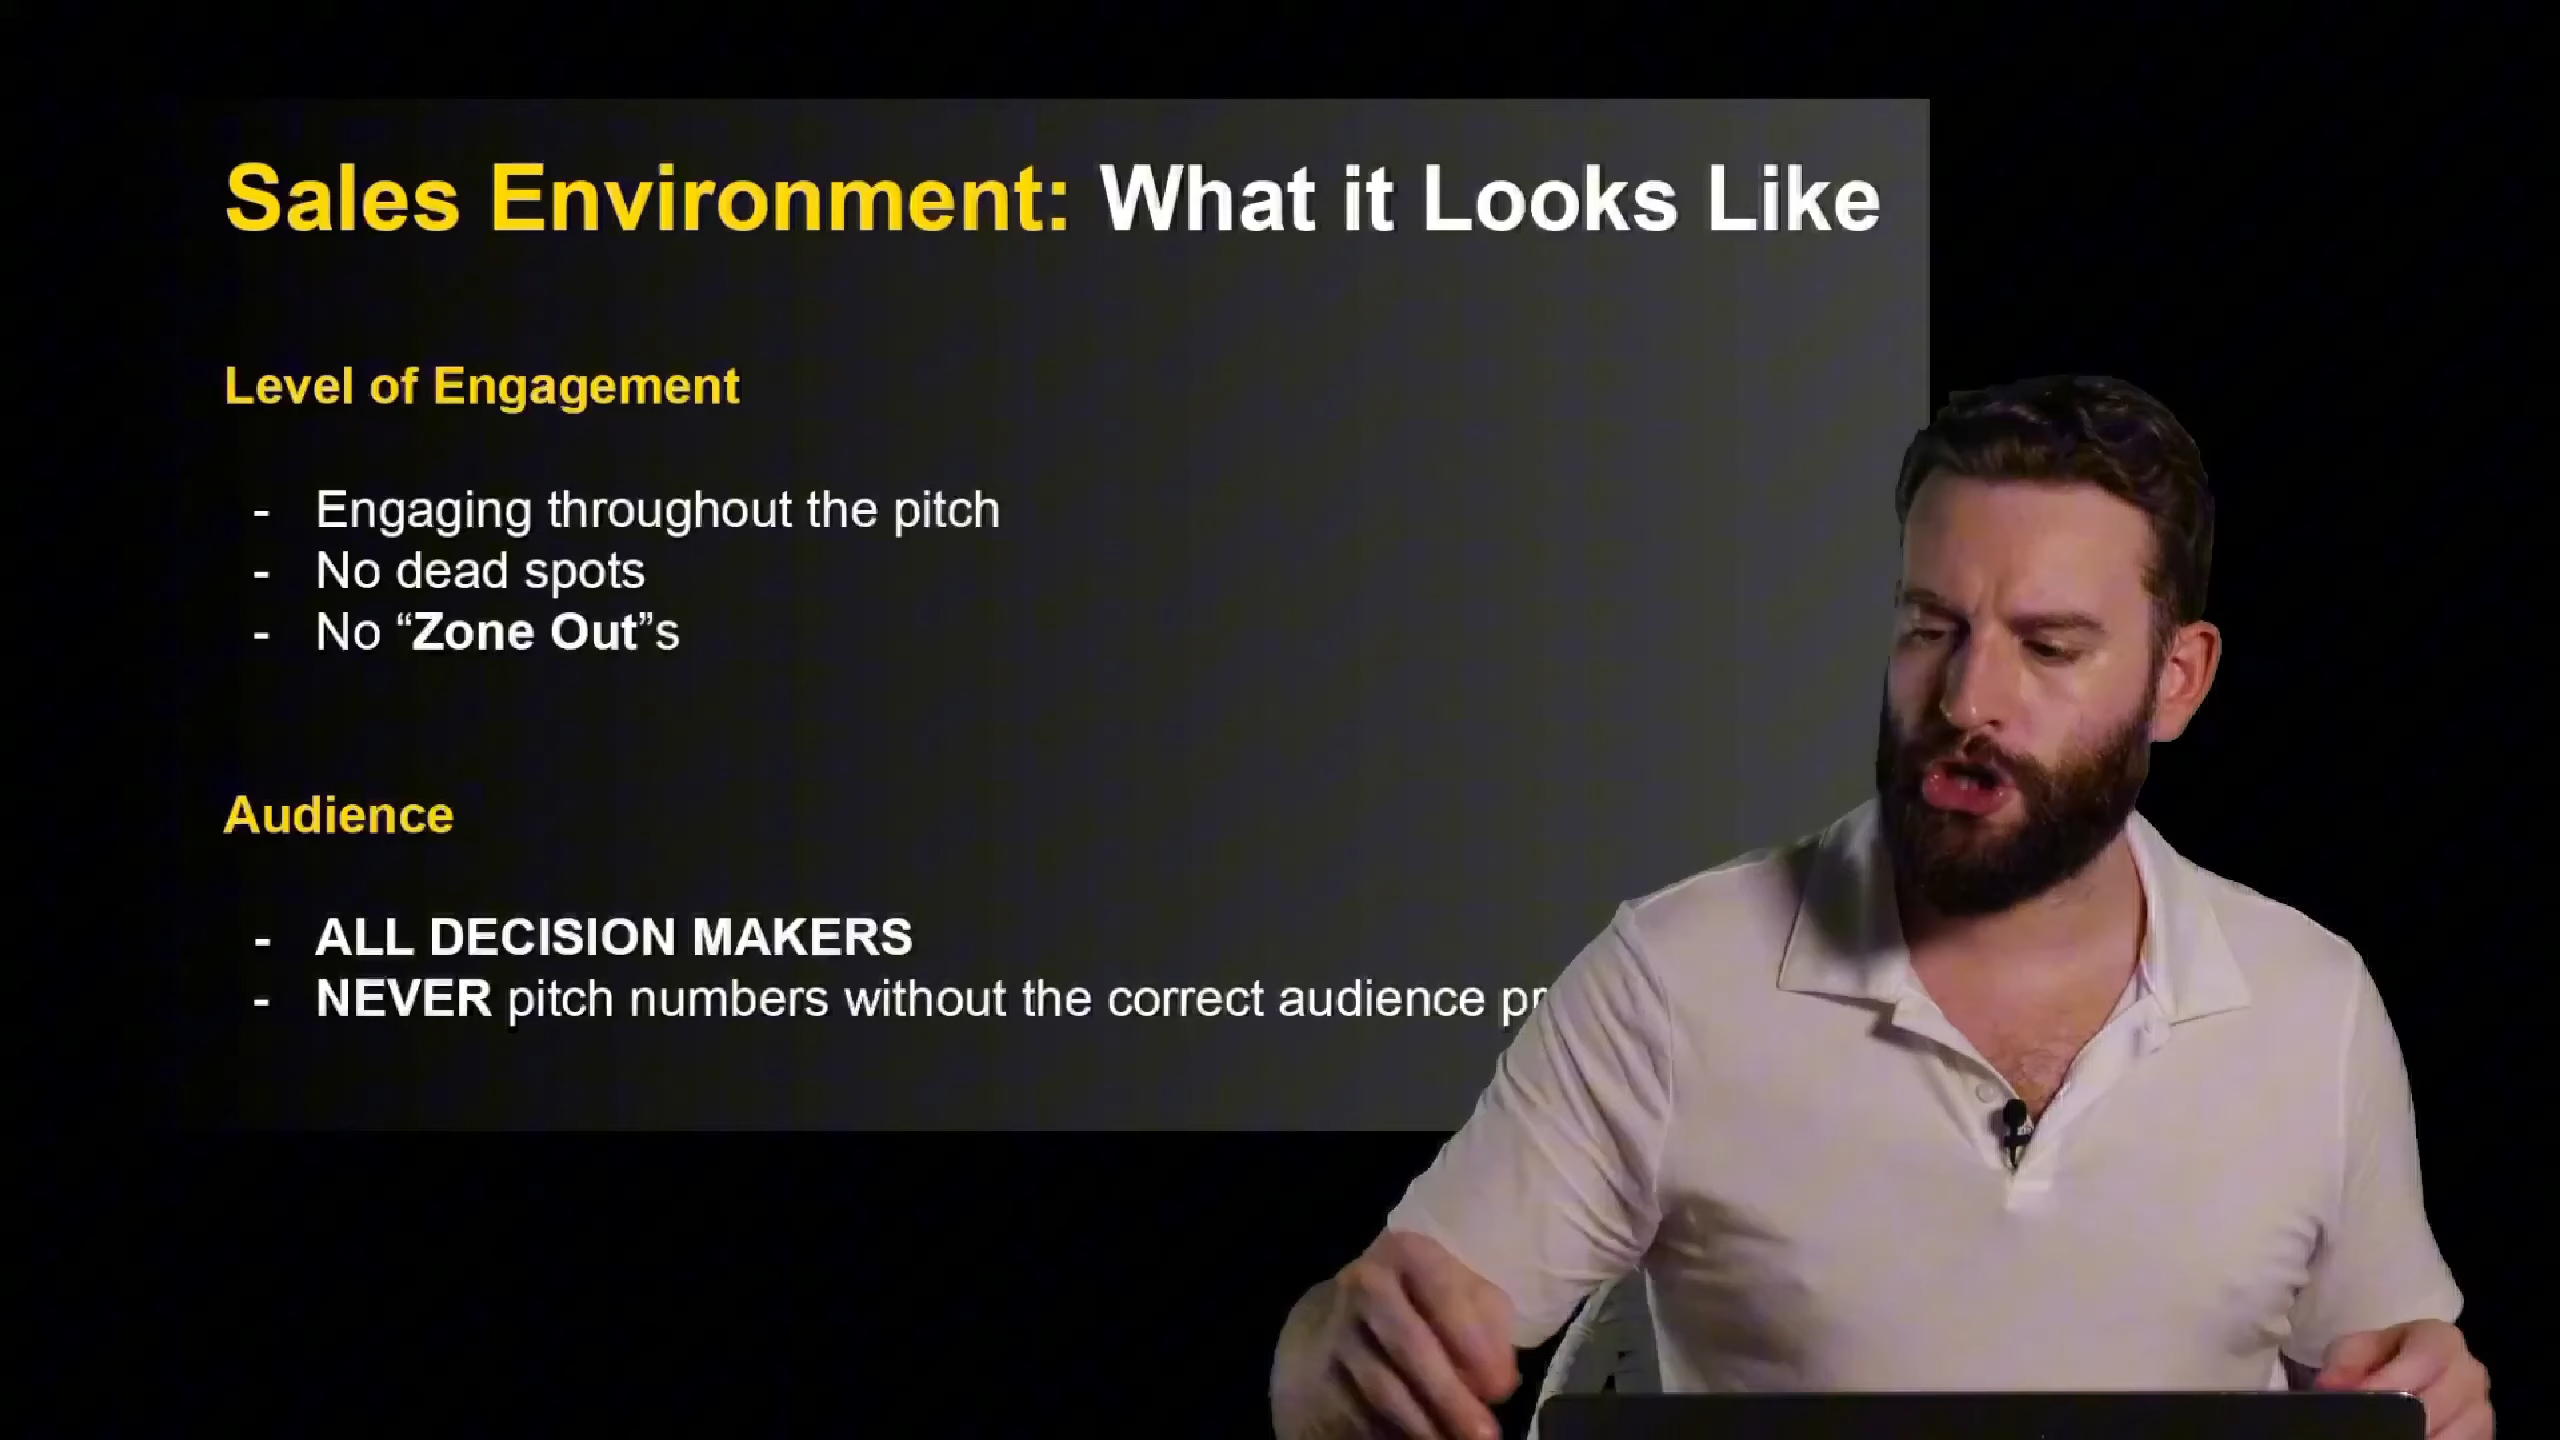 Sales Environment: What it Looks Like
Level of Engagement
- Engaging throughout the pitch
- No dead spots
- No “Zone Out”s
Audience
- ALL DECISION MAKERS
- NEVER pitch numbers without the correct audience